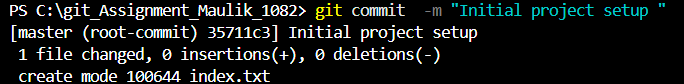 PS C:\git_Assignment_Maulik_1082> git commit  -m "Initial project setup "
[master (root-commit) 35711c3] Initial project setup
 1 file changed, 0 insertions(+), 0 deletions(-)
 create mode 100644 index.txt